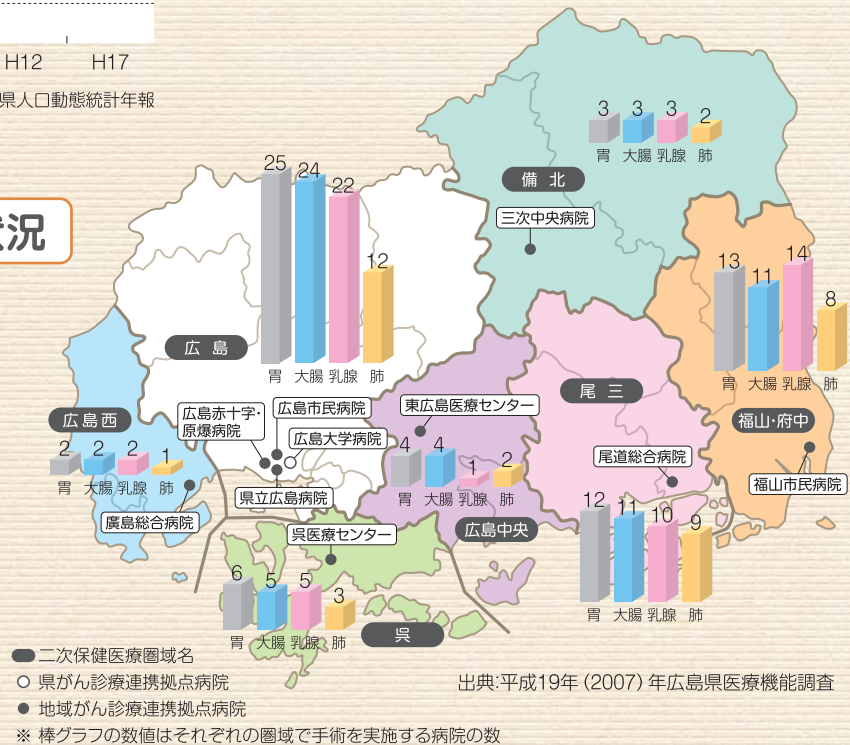 H12 H17
県人口動態統計年報
況
備北
3 3 3 2
胃 大腸 乳腺 肺
三次中央病院
広島
25 24 22 12
胃 大腸 乳腺 肺
広島赤十字・
原爆病院
広島市民病院
広島大学病院
県立広島病院
広島西
2 2 2 1
胃 大腸 乳腺 肺
廣島総合病院
東広島医療センター
4 4 1 2
胃 大腸 乳腺 肺
広島中央
尾三
尾道総合病院
12 11 10 9
胃 大腸 乳腺 肺
13 11 14 8
胃 大腸 乳腺 肺
福山・府中
福山市民病院
呉医療センター
6 5 5 3
胃 大腸 乳腺 肺
呉
二次保健医療圏域名
県がん診療連携拠点病院
地域がん診療連携拠点病院
※ 棒グラフの数値はそれぞれの圏域で手術を実施する病院の数
出典:平成19年(2007)年広島県医療機能調査